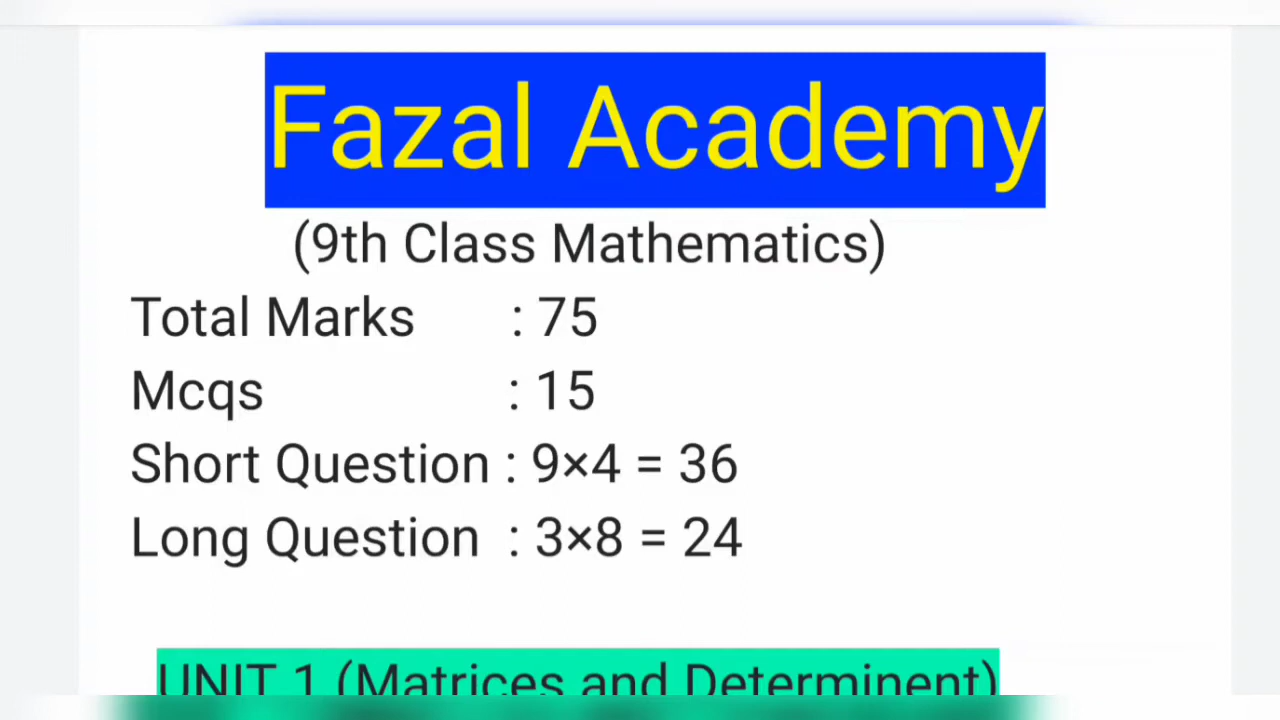 Fazal Academy
(9th Class Mathematics)
Total Marks : 75
Mcqs : 15
Short Question : 9×4 = 36
Long Question : 3×8 = 24
UNIT 1 (Matrices and Determinent)